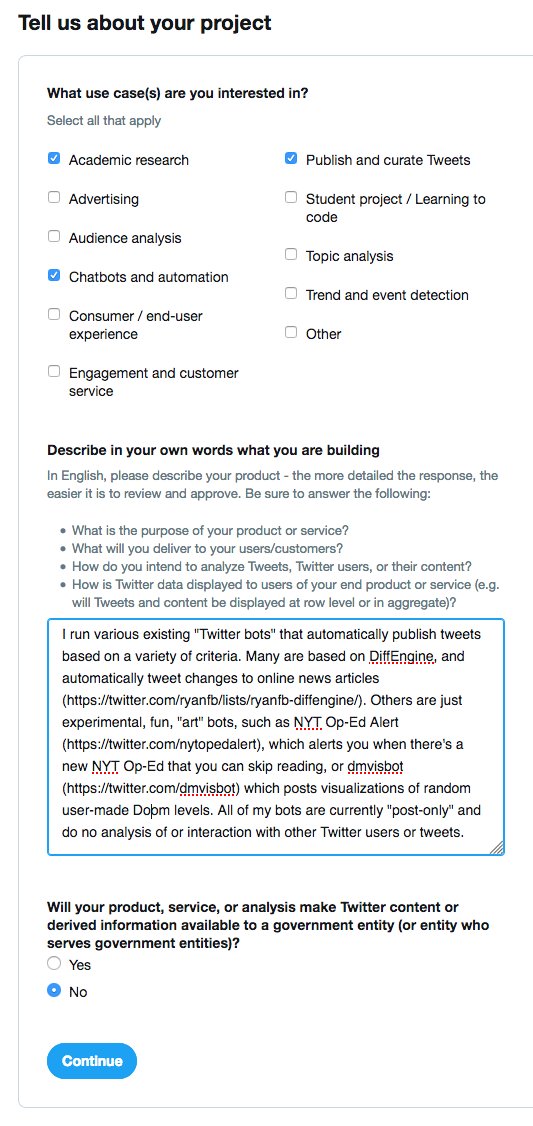 Tell us about your project
What use case(s) are you interested in?
Select all that apply
Academic research
Advertising
Audience analysis
Chatbots and automation
Consumer / end-user
experience
Engagement and customer
service
Publish and curate Tweets
Student project / Learning to
code
Topic analysis
Trend and event detection
Other
Describe in your own words what you are building
In English, please describe your product - the more detailed the response, the
easier it is to review and approve. Be sure to answer the following:
• What is the purpose of your product or service?
• What will you deliver to your users/customers?
• How do you intend to analyze Tweets, Twitter users, or their content?
• How is Twitter data displayed to users of your end product or service (e.g.
will Tweets and content be displayed at row level or in aggregate)?
I run various existing "Twitter bots" that automatically publish tweets
based on a variety of criteria. Many are based on DiffEngine, and
automatically tweet changes to online news articles
(https://twitter.com/ryanfb/lists/ryanfb-diffengine/). Others are just
experimental, fun, "art" bots, such as NYT Op-Ed Alert
(https://twitter.com/nytopedalert), which alerts you when there's a
new NYT Op-Ed that you can skip reading, or dmvisbot
(https://twitter.com/dmvisbot) which posts visualizations of random
user-made Doom levels. All of my bots are currently "post-only" and
do no analysis of or interaction with other Twitter users or tweets.
Will your product, service, or analysis make Twitter content or
derived information available to a government entity (or entity who
serves government entities)?
Yes
No
Continue